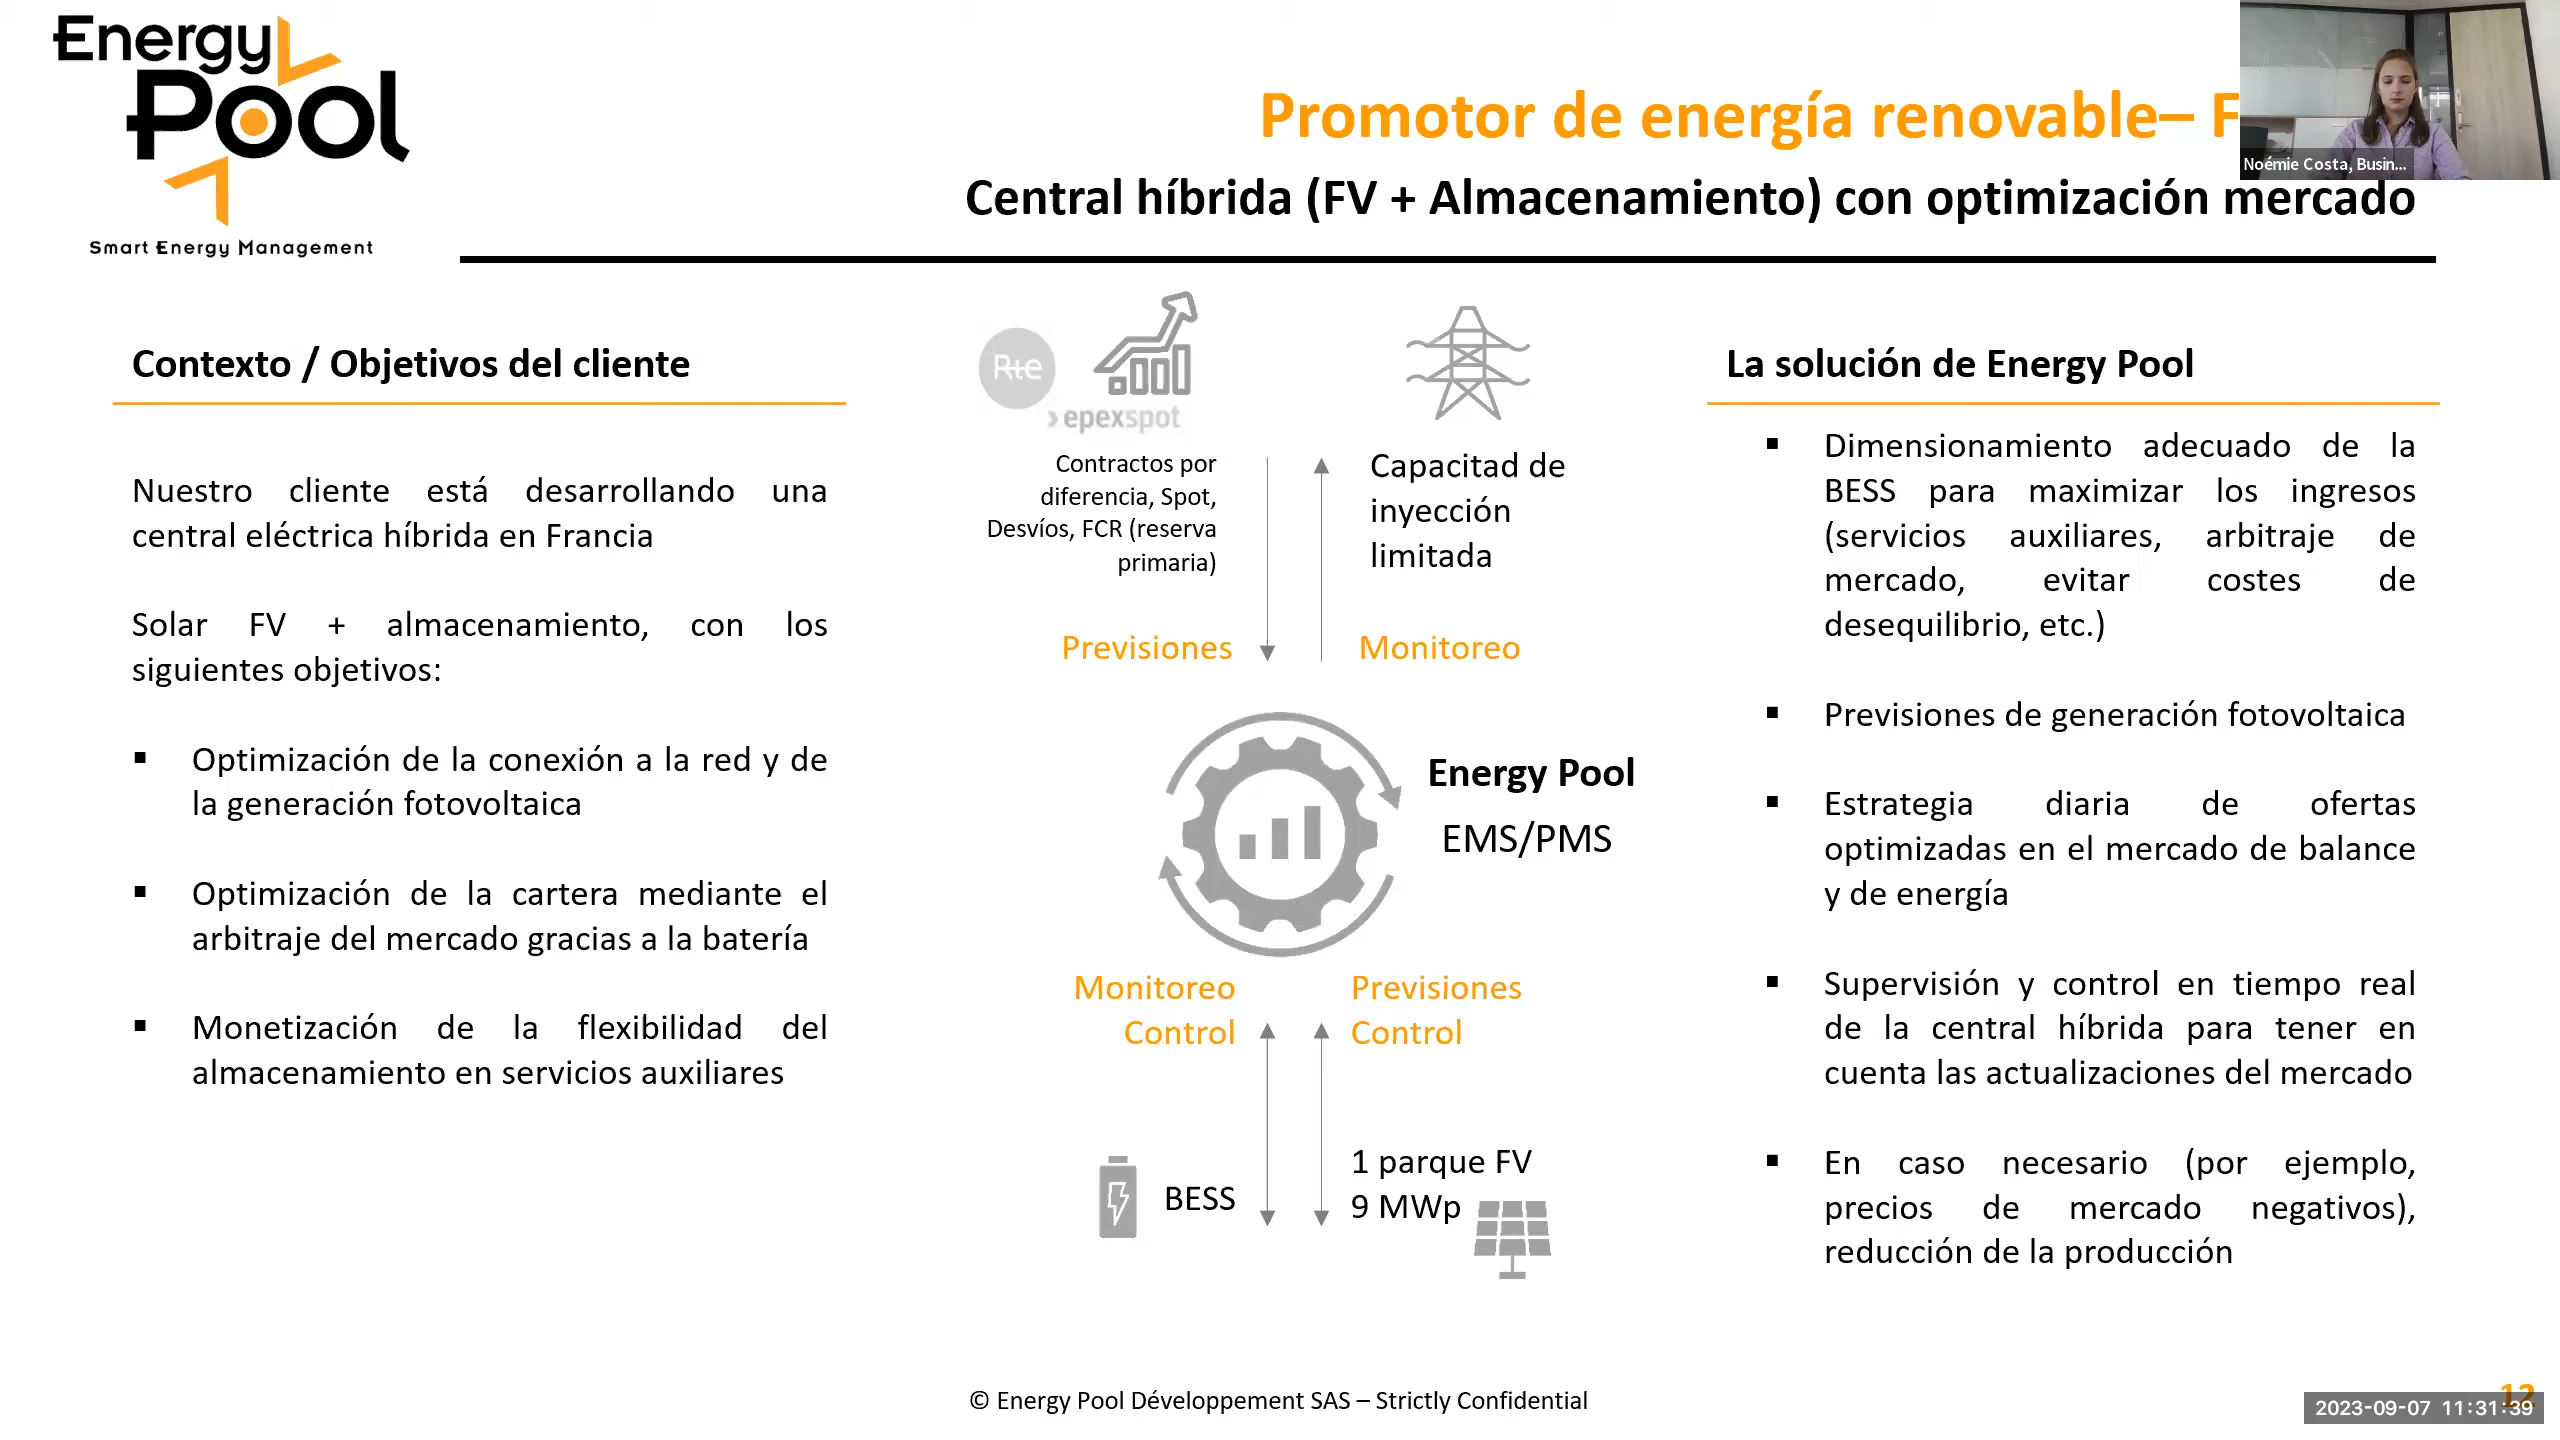 Energy
Pool
Smart Energy Management
Promotor de energía renovable– F
Central híbrida (FV + Almacenamiento) con optimización mercado
Noémie Costa, Busin...
Contexto / Objetivos del cliente
Nuestro cliente está desarrollando una
central eléctrica híbrida en Francia
Solar FV + almacenamiento, con los
siguientes objetivos:
▪ Optimización de la conexión a la red y de
la generación fotovoltaica
▪ Optimización de la cartera mediante el
arbitraje del mercado gracias a la batería
▪ Monetización de la flexibilidad del
almacenamiento en servicios auxiliares
Rte
epexspot
Contractos por
diferencia, Spot,
Desvíos, FCR (reserva
primaria)
Previsiones
Capacitad de
inyección
limitada
Monitoreo
Energy Pool
EMS/PMS
Monitoreo
Control
Previsiones
Control
BESS
1 parque FV
9 MWp
La solución de Energy Pool
▪ Dimensionamiento adecuado de la
BESS para maximizar los ingresos
(servicios auxiliares, arbitraje de
mercado, evitar costes de
desequilibrio, etc.)
▪ Previsiones de generación fotovoltaica
▪ Estrategia diaria de ofertas
optimizadas en el mercado de balance
y de energía
▪ Supervisión y control en tiempo real
de la central híbrida para tener en
cuenta las actualizaciones del mercado
▪ En caso necesario (por ejemplo,
precios de mercado negativos),
reducción de la producción
© Energy Pool Développement SAS – Strictly Confidential
12
2023-09-07 11:31:39